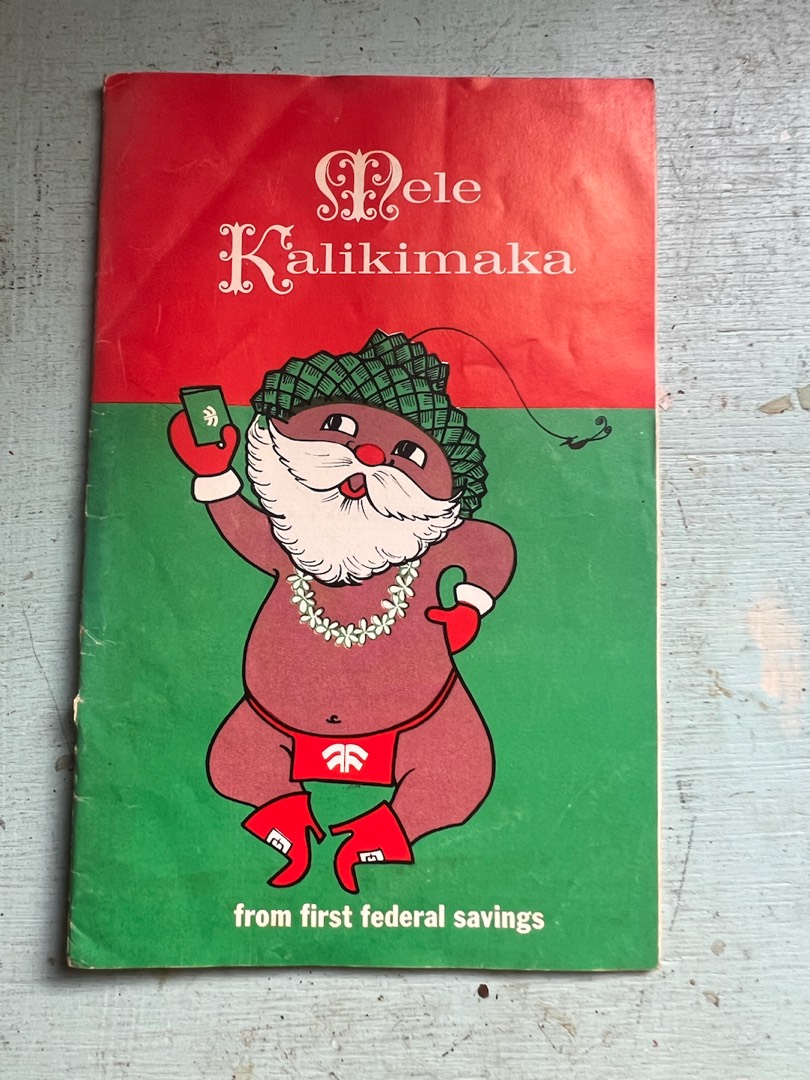 Mele
Kalikimaka
from first federal savings